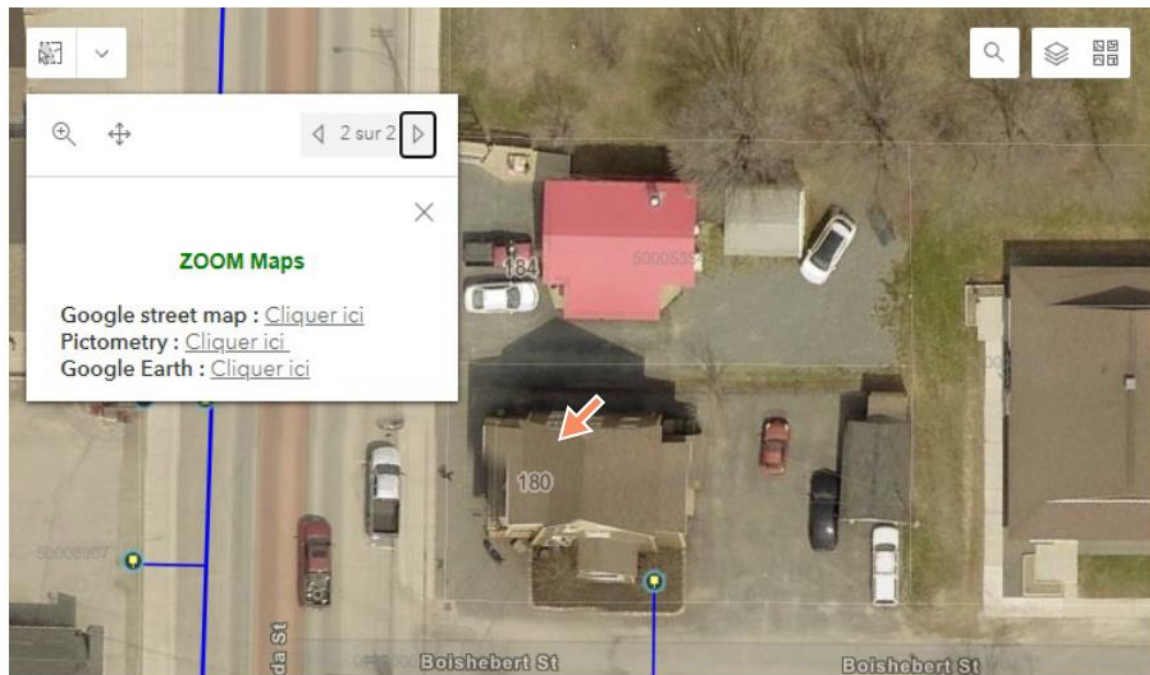 2 sur 2
ZOOM Maps
Google street map : Cliquer ici
Pictometry : Cliquer ici
Google Earth : Cliquer ici
184
5000535
180
50006907
da St
Boishebert St
Boishebert St